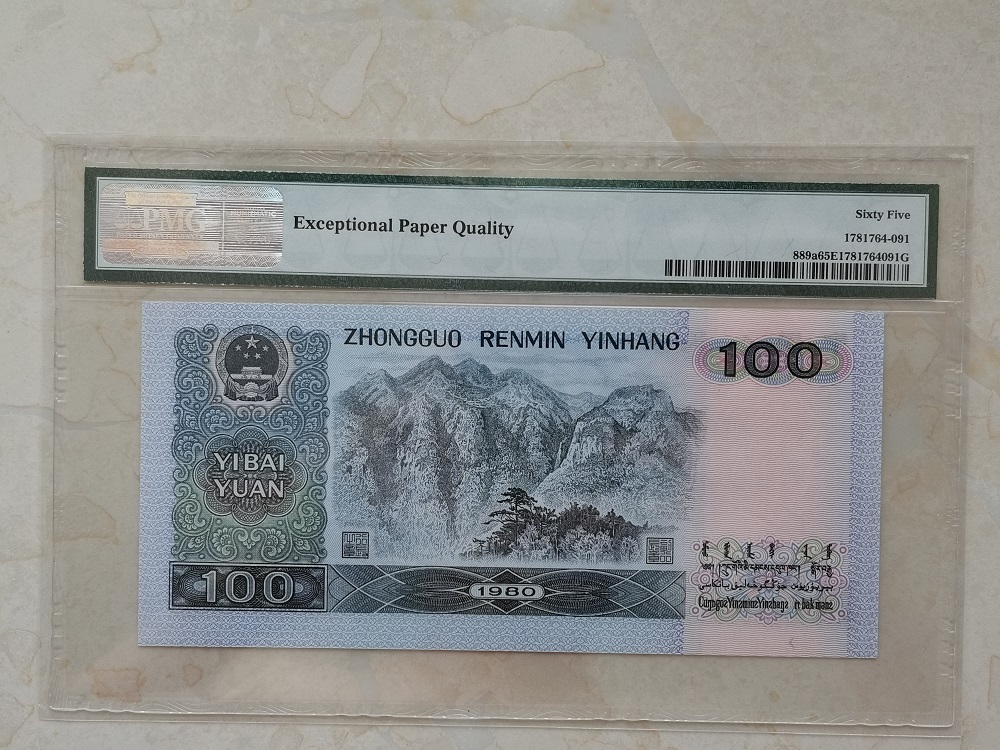 PMG
Exceptional Paper Quality
Sixty Five
1781764-091
889a65E1781764091G
ZHONGGUO RENMIN YINHANG
100
YIBAI
YUAN
100
1980